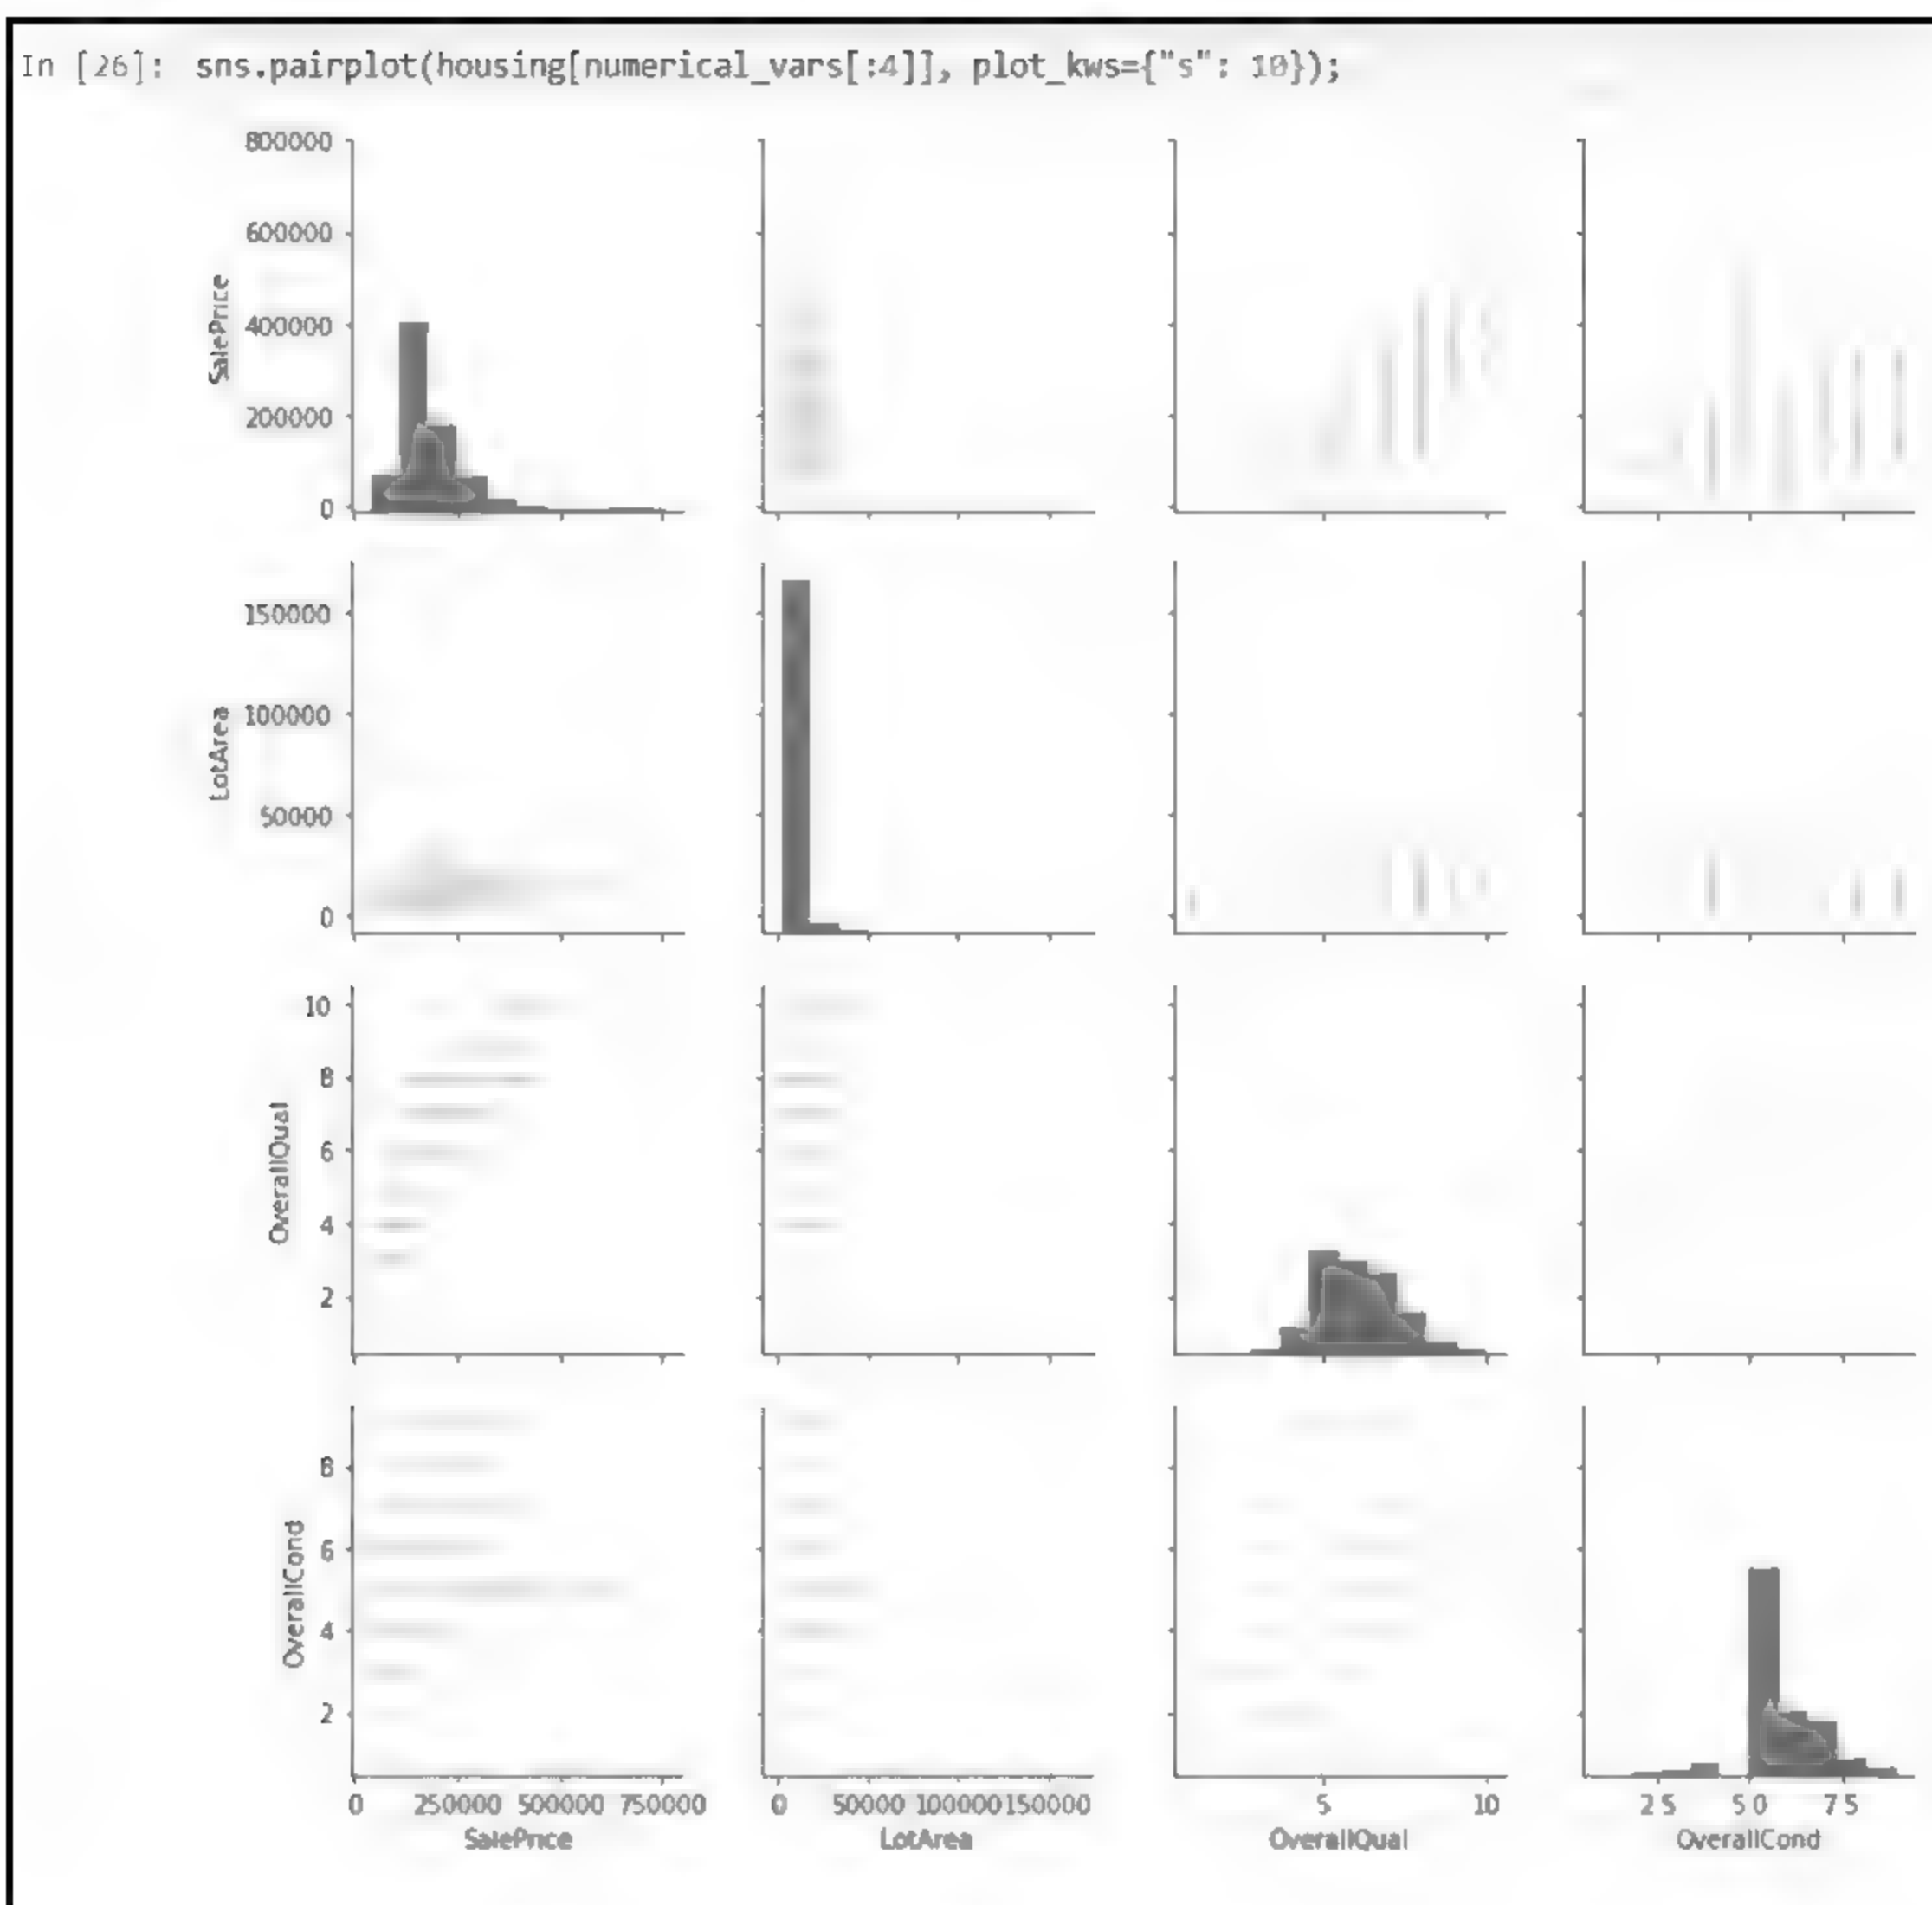 In [26]: sns.pairplot(housing[numerical_vars[:4]], plot_kws={"s": 10});
800000
600000
400000
200000
0
SalePrice
150000
100000
50000
0
LotArea
10
8
6
4
2
OverallQual
8
6
4
2
OverallCond
0 250000 500000 750000 0 50000 100000 150000 5 10 2 5 5 0 7 5
SalePrice LotArea OverallQual OverallCond